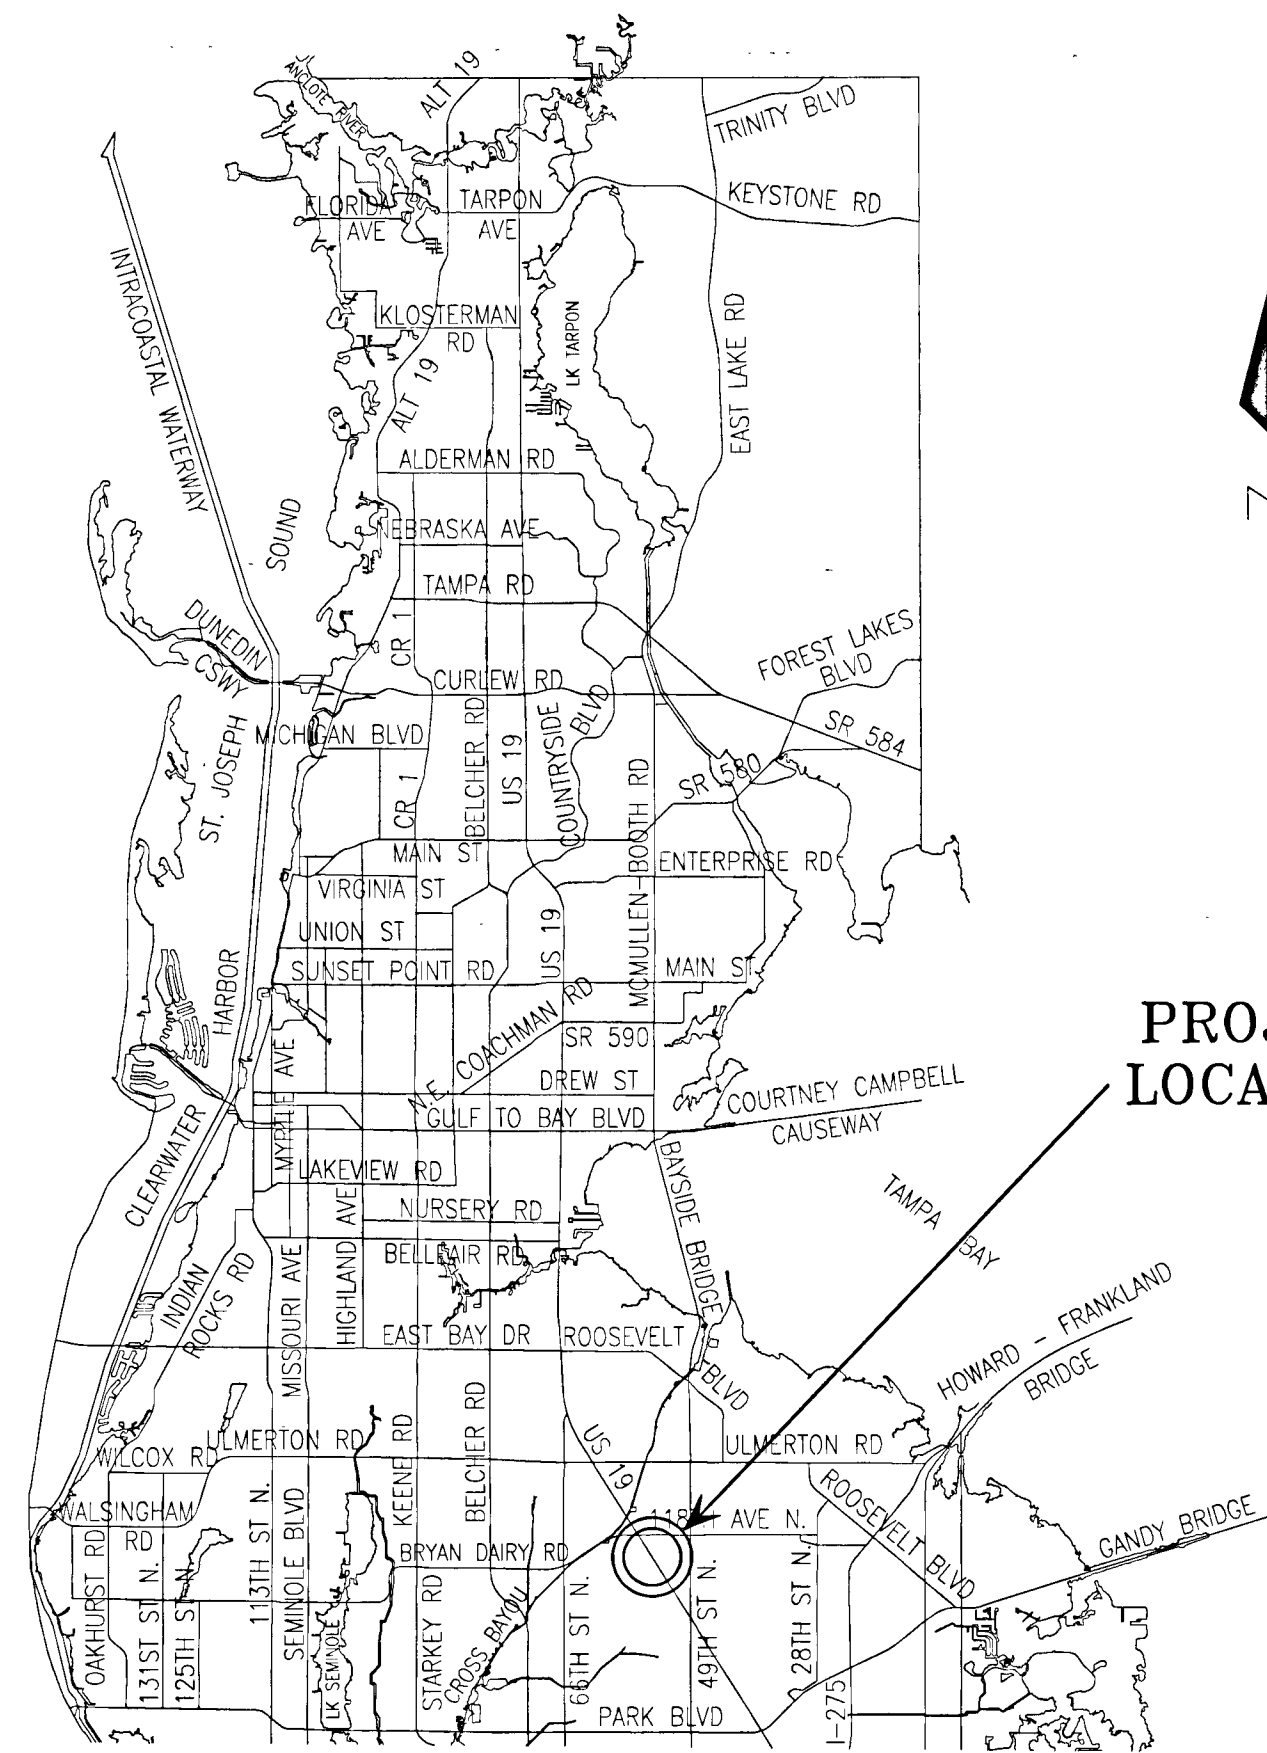 ANCLOTE RIVER
ALT 19
TRINITY BLVD
FLORIDA
AVE
TARPON
AVE
KEYSTONE RD
INTRACOASTAL WATERWAY
KLOSTERMAN
RD
LK TARPON
EAST LAKE RD
ALT 19
ALDERMAN RD
SOUND
NEBRASKA AVE
TAMPA RD
DUNEDIN
CSWY
CR 1
FOREST LAKES
BLVD
CURLEW RD
ST. JOSEPH
MICHIGAN BLVD
BELCHER RD
US 19
COUNTRYSIDE
BLVD
SR 584
SR 580
CR 1
MCMULLEN-BOOTH RD
MAIN ST
ENTERPRISE RD
VIRGINIA ST
UNION ST
US 19
SUNSET POINT RD
MAIN ST
HARBOR
N.E. COACHMAN RD
SR 590
PROJ
LOCA
MYRTLE AVE
DREW ST
COURTNEY CAMPBELL
CAUSEWAY
GULF TO BAY BLVD
CLEARWATER
LAKEVIEW RD
BAYSIDE BRIDGE
TAMPA
BAY
NURSERY RD
HIGHLAND AVE
BELLEAIR RD
INDIAN
ROCKS RD
MISSOURI AVE
EAST BAY DR
ROOSEVELT
BLVD
HOWARD - FRANKLAND
BRIDGE
WILCOX RD
ULMERTON RD
KEENE RD
BELCHER RD
US 19
ULMERTON RD
WALSINGHAM
RD
113TH ST N.
SEMINOLE BLVD
118TH AVE N.
ROOSEVELT BLVD
GANDY BRIDGE
BRYAN DAIRY RD
OAKHURST RD
131ST ST N.
125TH ST N.
LK SEMINOLE
STARKEY RD
CROSS BAYOU
66TH ST N.
49TH ST N.
28TH ST N.
I-275
PARK BLVD